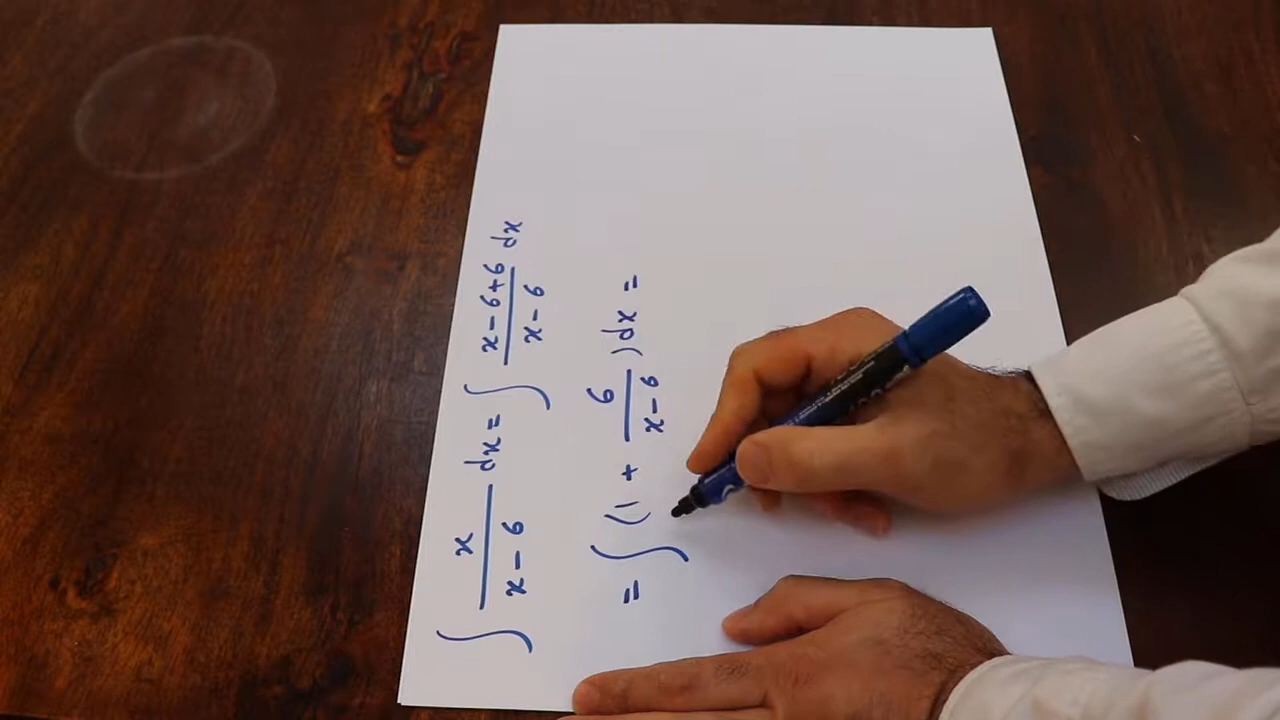 ∫ x/(x-6) dx = ∫ (x-6+6)/(x-6) dx
= ∫ (1 + 6/(x-6)) dx =